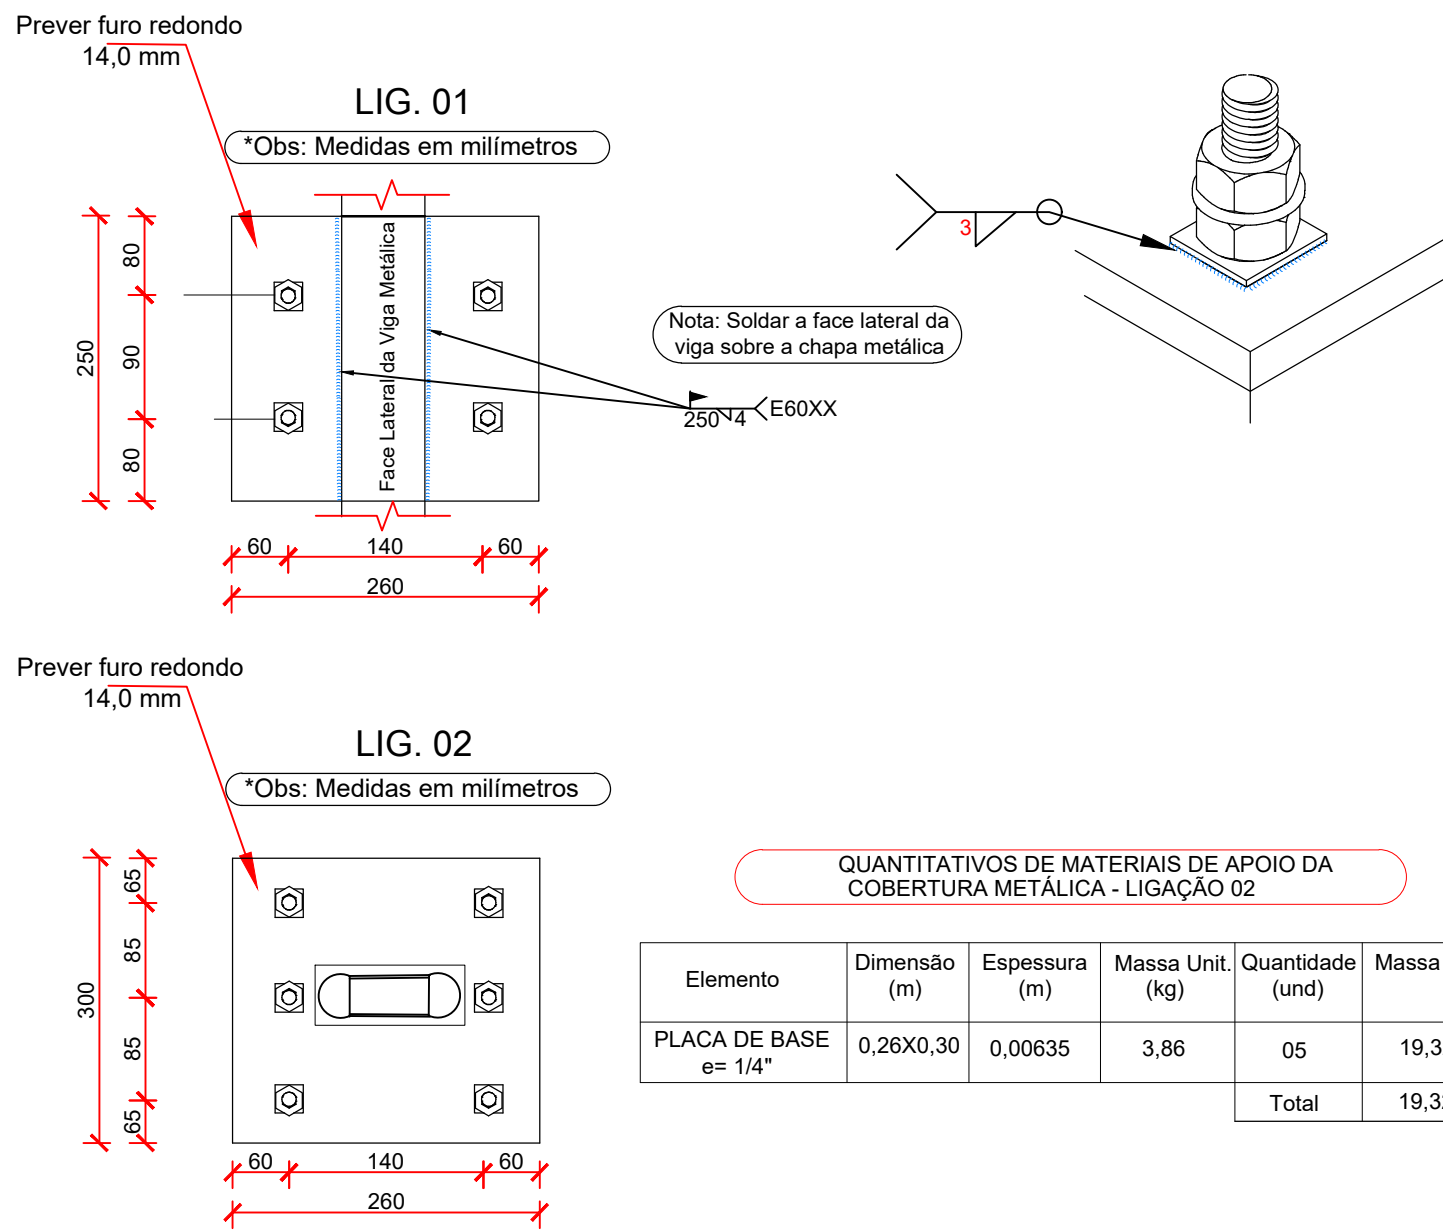 Prever furo redondo
14,0 mm
LIG. 01
*Obs: Medidas em milímetros
80
90
80
250
Face Lateral da Viga Metálica
60
140
60
260
3
Nota: Soldar a face lateral da
viga sobre a chapa metálica
250
4
E60XX
Prever furo redondo
14,0 mm
LIG. 02
*Obs: Medidas em milímetros
65
85
85
65
300
60
140
60
260
QUANTITATIVOS DE MATERIAIS DE APOIO DA
COBERTURA METÁLICA - LIGAÇÃO 02
Elemento
Dimensão
(m)
Espessura
(m)
Massa Unit.
(kg)
Quantidade
(und)
Massa
PLACA DE BASE
e= 1/4"
0,26X0,30
0,00635
3,86
05
19,3
Total
19,3